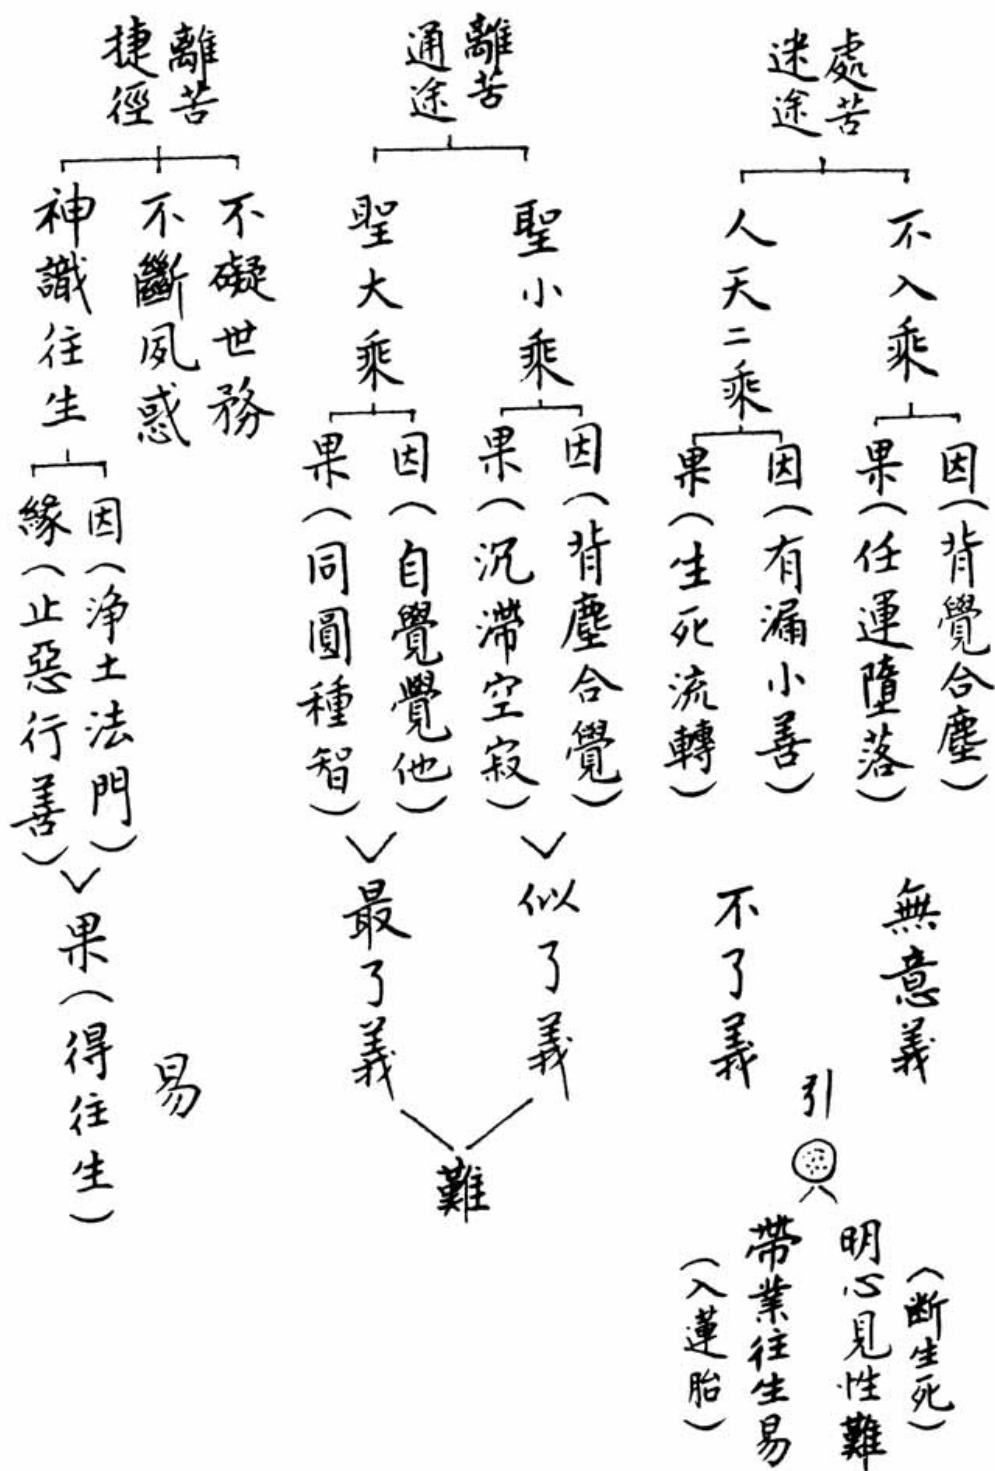 處苦
迷途
不入乘
因(背覺合塵)
果(任運墮落)
無意義
人天二乘
因(有漏小善)
果(生死流轉)
不了義
引
明心見性難
(斷生死)
帶業往生易
(入蓮胎)
離苦
通途
聖小乘
因(背塵合覺)
果(沉滯空寂)
似了義
聖大乘
因(自覺覺他)
果(同圓種智)
最了義
難
離苦
捷徑
不礙世務
不斷夙惑
神識往生
因(淨土法門)
緣(止惡行善)
果(得往生)
易